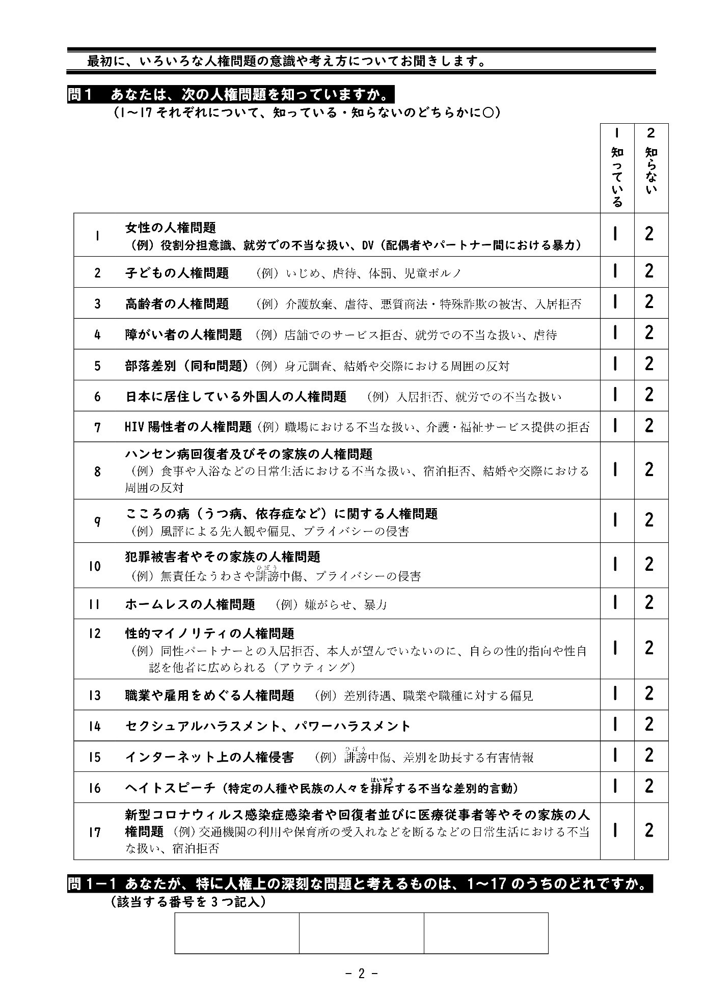 最初に、いろいろな人権問題の意識や考え方についてお聞きします。
問１　あなたは、次の人権問題を知っていますか。
（1～17 それぞれについて、知っている・知らないのどちらかに○）
1 知っている
2 知らない
1 女性の人権問題
（例）役割分担意識、就労での不当な扱い、DV（配偶者やパートナー間における暴力） 1 2
2 子どもの人権問題　（例）いじめ、虐待、体罰、児童ポルノ 1 2
3 高齢者の人権問題　（例）介護放棄、虐待、悪質商法・特殊詐欺の被害、入居拒否 1 2
4 障がい者の人権問題　（例）店舗でのサービス拒否、就労での不当な扱い、虐待 1 2
5 部落差別（同和問題）（例）身元調査、結婚や交際における周囲の反対 1 2
6 日本に居住している外国人の人権問題　（例）入居拒否、就労での不当な扱い 1 2
7 HIV 陽性者の人権問題（例）職場における不当な扱い、介護・福祉サービス提供の拒否 1 2
ハンセン病回復者及びその家族の人権問題
8 （例）食事や入浴などの日常生活における不当な扱い、宿泊拒否、結婚や交際における 1 2
周囲の反対
9 こころの病（うつ病、依存症など）に関する人権問題
（例）風評による先入観や偏見、プライバシーの侵害 1 2
10 犯罪被害者やその家族の人権問題
ひぼう
（例）無責任なうわさや誹謗中傷、プライバシーの侵害 1 2
11 ホームレスの人権問題　（例）嫌がらせ、暴力 1 2
12 性的マイノリティの人権問題
（例）同性パートナーとの入居拒否、本人が望んでいないのに、自らの性的指向や性自 1 2
認を他者に広められる（アウティング）
13 職業や雇用をめぐる人権問題　（例）差別待遇、職業や職種に対する偏見 1 2
14 セクシュアルハラスメント、パワーハラスメント 1 2
ひぼう
15 インターネット上の人権侵害　（例）誹謗中傷、差別を助長する有害情報 1 2
はいせき
16 ヘイトスピーチ（特定の人種や民族の人々を排斥する不当な差別的言動） 1 2
新型コロナウィルス感染症感染者や回復者並びに医療従事者等やその家族の人
17 権問題（例）交通機関の利用や保育所の受入れなどを断るなどの日常生活における不当 1 2
な扱い、宿泊拒否
問 1－1 あなたが、特に人権上の深刻な問題と考えるものは、1～17 のうちのどれですか。
（該当する番号を 3 つ記入）
- 2 -